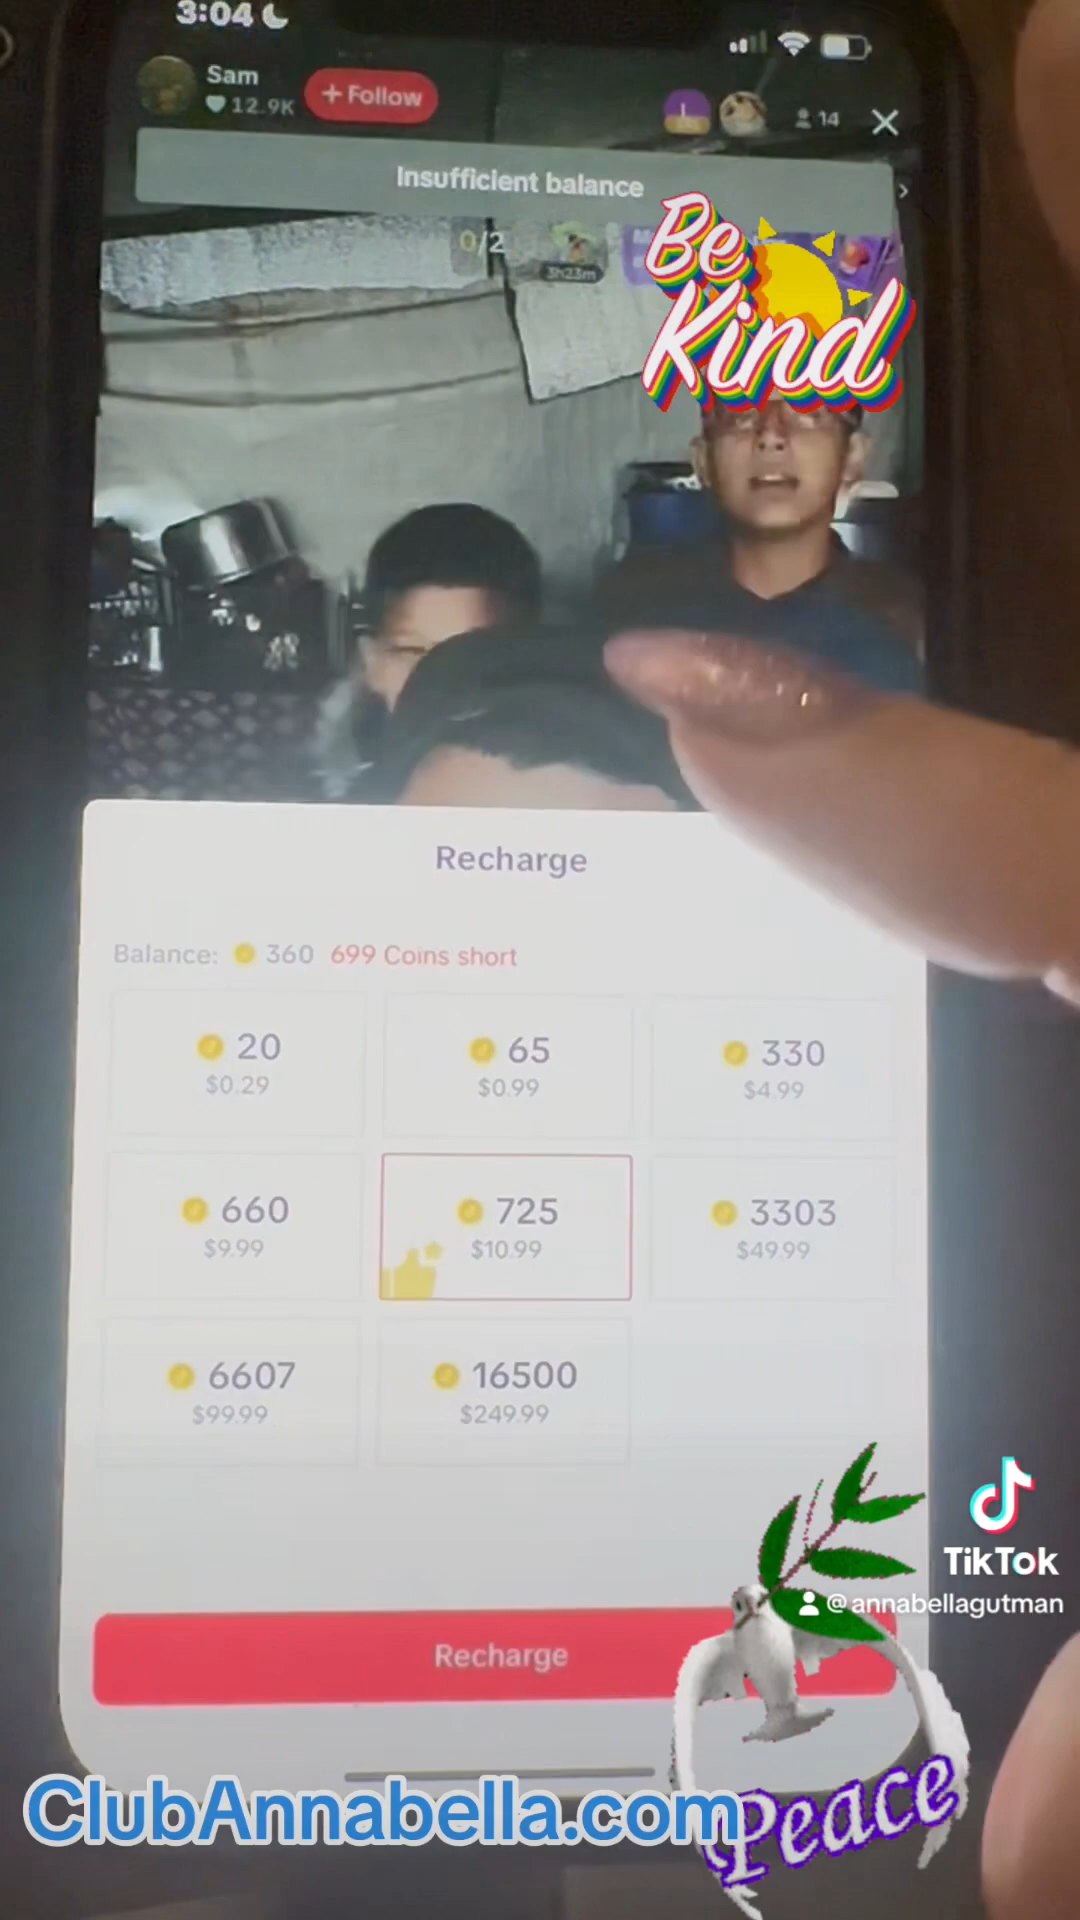 3:04
Sam
12.9K
+ Follow
14
Insufficient balance
0/2
3h23m
Be
Kind
Recharge
Balance: 360 699 Coins short
20
$0.29
65
$0.99
330
$4.99
660
$9.99
725
$10.99
3303
$49.99
6607
$99.99
16500
$249.99
TikTok
@annabellagutman
Recharge
ClubAnnabella.com
Peace